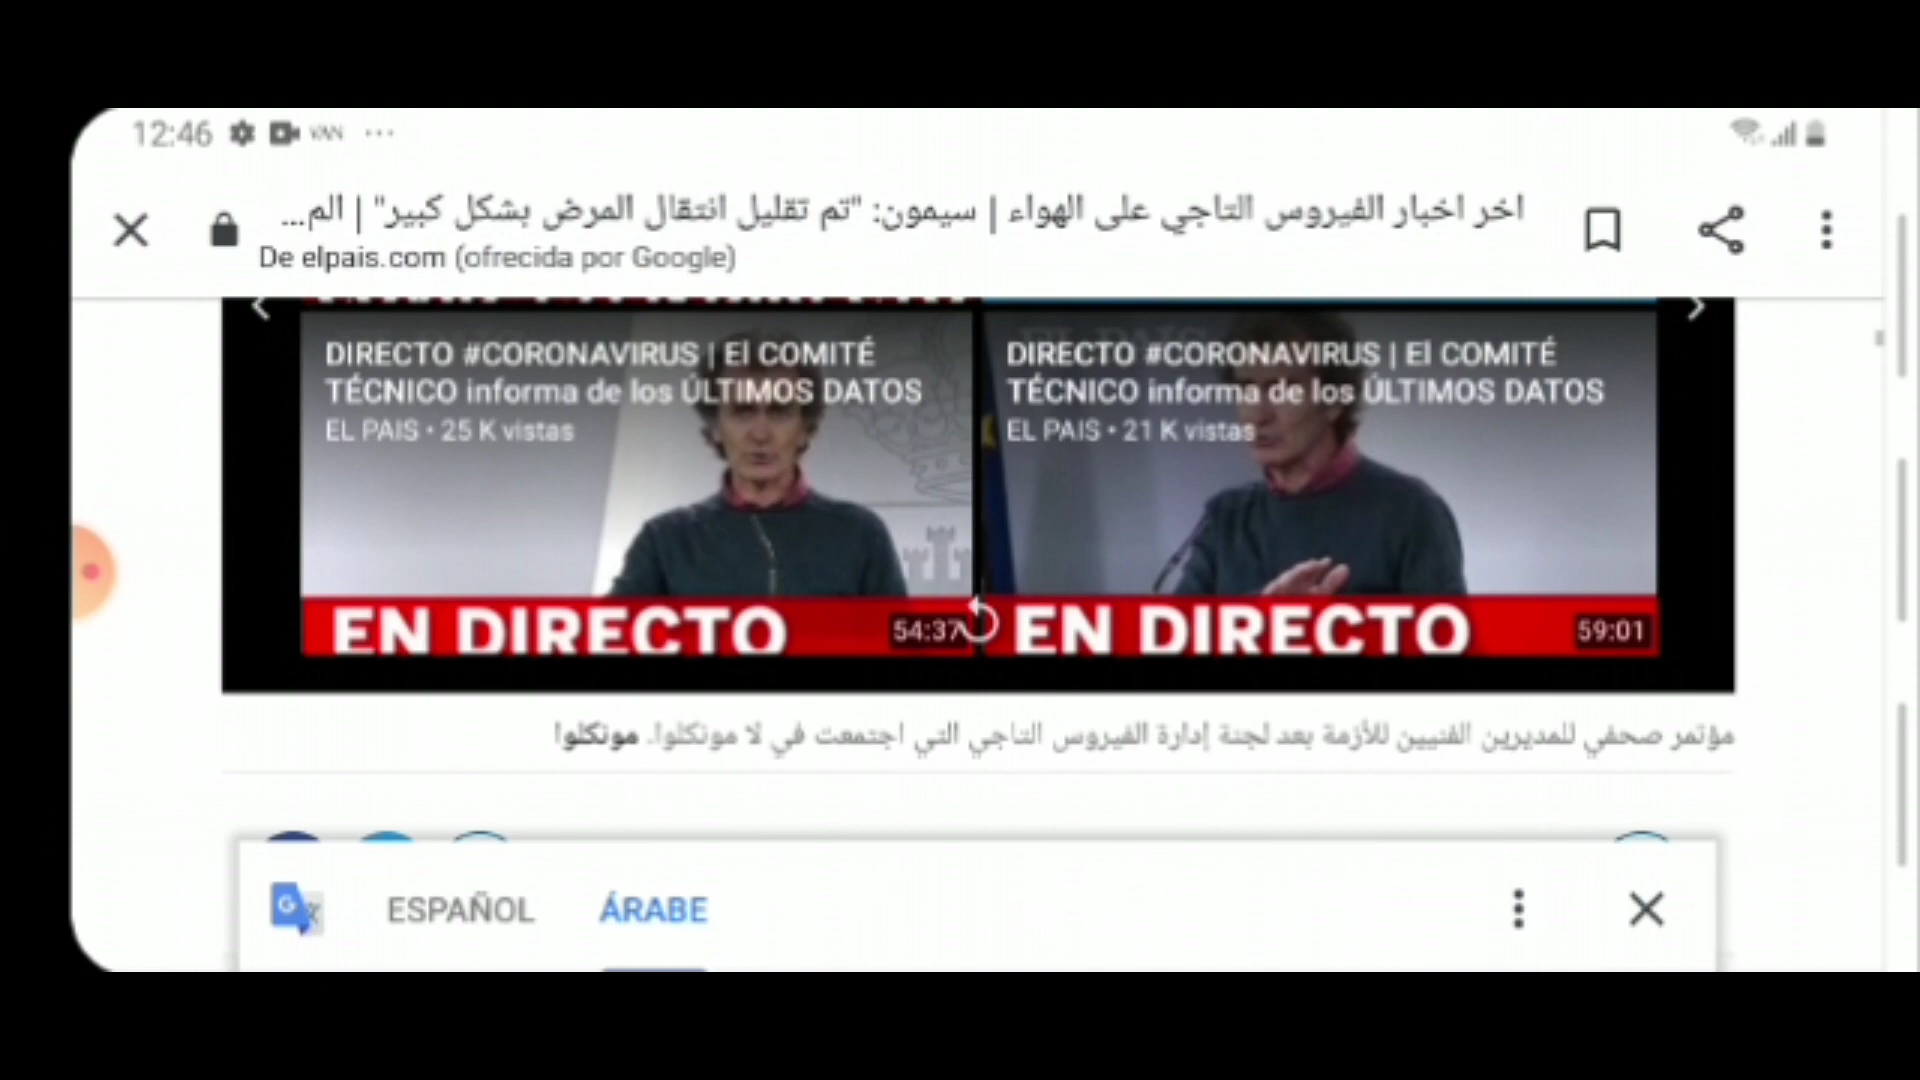 12:46 VAN ...
اخر اخبار الفيروس التاجي على الهواء | سيمون: "تم تقليل انتقال المرض بشكل كبير" | الم...
De elpais.com (ofrecida por Google)
DIRECTO #CORONAVIRUS | El COMITÉ
TÉCNICO informa de los ÚLTIMOS DATOS
EL PAIS • 25 K vistas
EN DIRECTO
54:37
DIRECTO #CORONAVIRUS | El COMITÉ
TÉCNICO informa de los ÚLTIMOS DATOS
EL PAIS • 21 K vistas
EN DIRECTO
59:01
مؤتمر صحفي للمديرين الفنيين للأزمة بعد لجنة إدارة الفيروس التاجي التي اجتمعت في لا مونكلوا. مونكلوا
ESPAÑOL ÁRABE